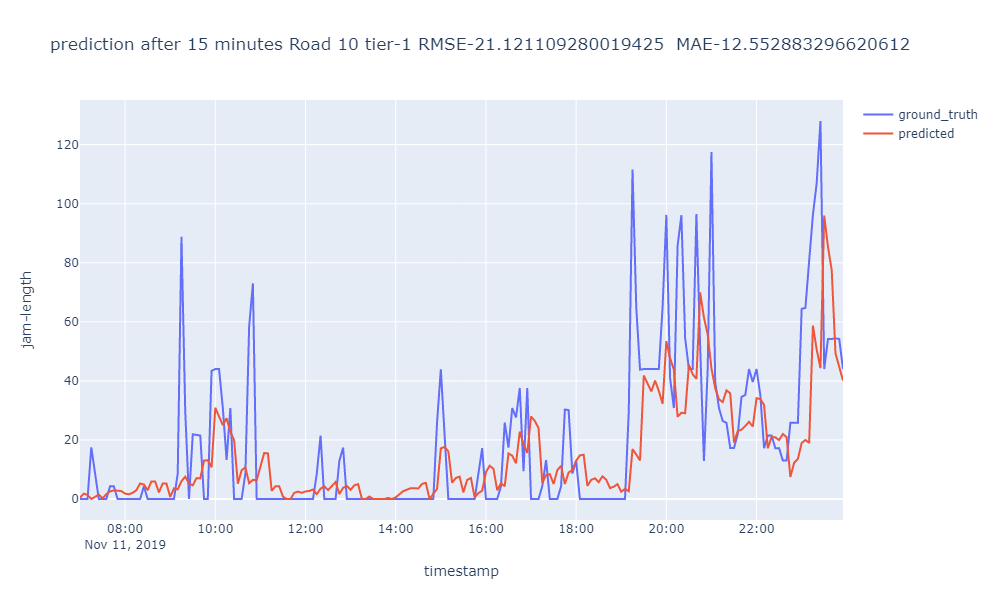 prediction after 15 minutes Road 10 tier-1 RMSE-21.121109280019425  MAE-12.552883296620612
ground_truth
predicted
120
100
80
60
40
20
0
jam-length
08:00 10:00 12:00 14:00 16:00 18:00 20:00 22:00
Nov 11, 2019
timestamp